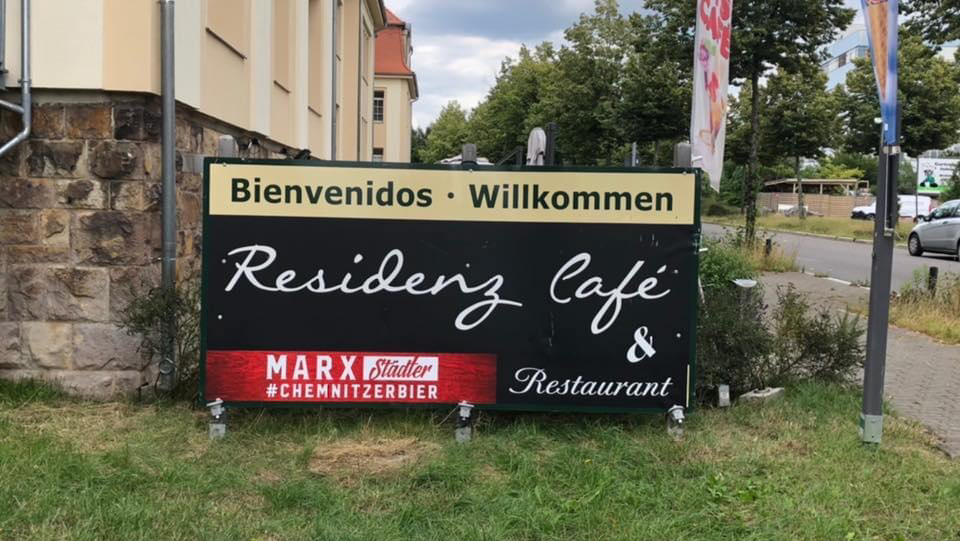 Bienvenidos · Willkommen
Residenz Café
&
Restaurant
MARX Städter
#CHEMNITZERBIER